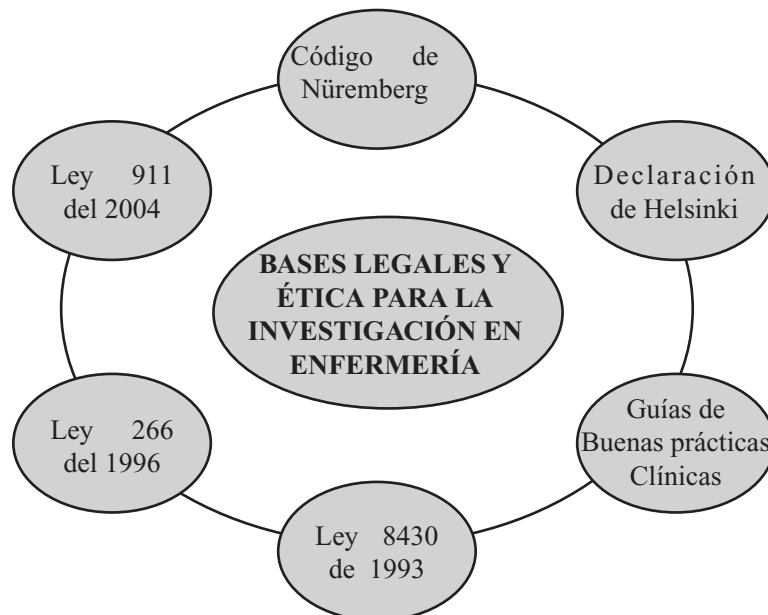 Código de
Nüremberg
Declaración
de Helsinki
Guías de
Buenas prácticas
Clínicas
Ley 8430
de 1993
Ley 266
del 1996
Ley 911
del 2004
BASES LEGALES Y
ÉTICA PARA LA
INVESTIGACIÓN EN
ENFERMERÍA